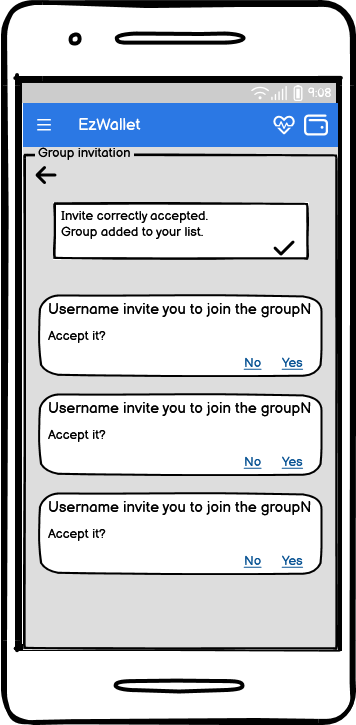 9:08
EzWallet
Group invitation
Invite correctly accepted.
Group added to your list.
Username invite you to join the groupN
Accept it?
No Yes
Username invite you to join the groupN
Accept it?
No Yes
Username invite you to join the groupN
Accept it?
No Yes